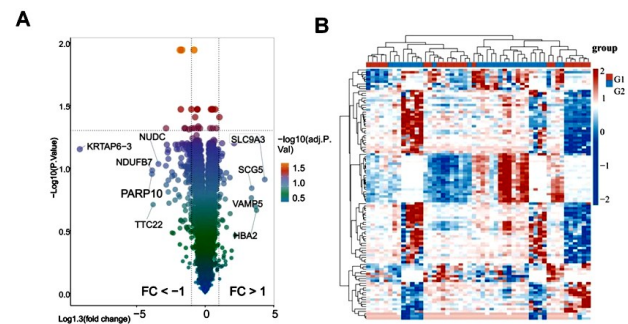 A
2.0
1.5
1.0
0.5
0.0
−Log10(P Value)
KRTAP6−3
NUDC
NDUFB7
PARP10
TTC22
SLC9A3
SCG5
VAMP5
HBA2
FC < −1
FC > 1
Log1.3(fold change)
−5
0
5
−log10(adj.P.
Val)
1.5
1.0
0.5
B
group
G1
G2
2
1
0
−1
−2